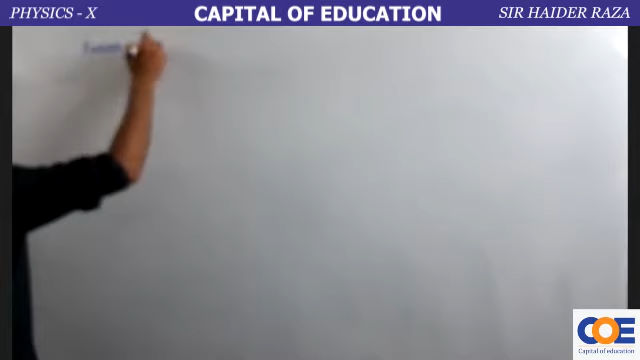 PHYSICS - X
CAPITAL OF EDUCATION
SIR HAIDER RAZA
COE
Capital of education